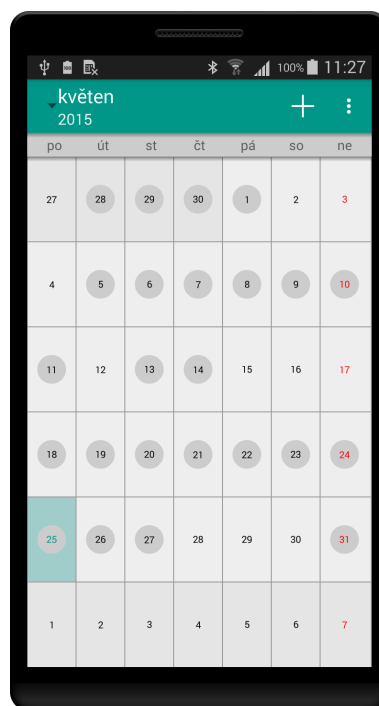 100% 11:27
květen
2015
po út st čt pá so ne
27 28 29 30 1 2 3
4 5 6 7 8 9 10
11 12 13 14 15 16 17
18 19 20 21 22 23 24
25 26 27 28 29 30 31
1 2 3 4 5 6 7